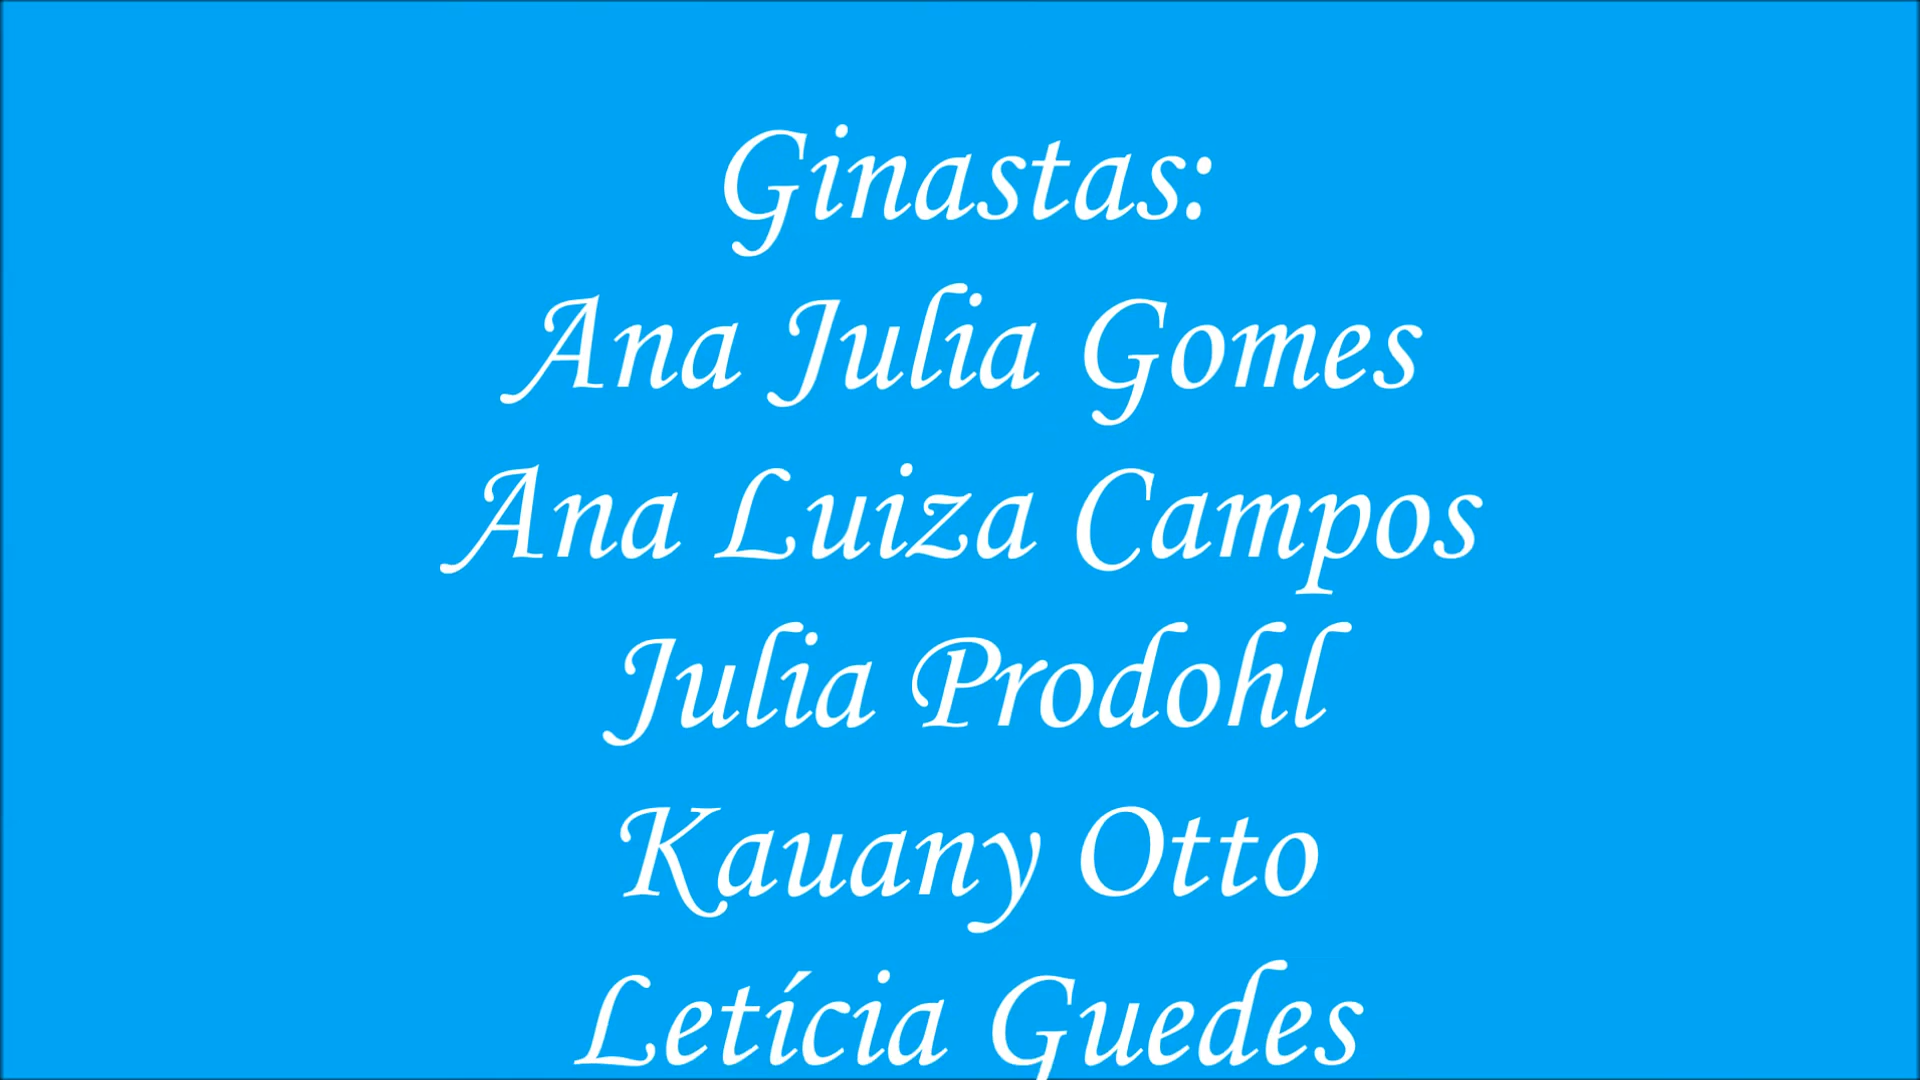 Ginastas:
Ana Julia Gomes
Ana Luiza Campos
Julia Prodohl
Kauany Otto
Letícia Guedes